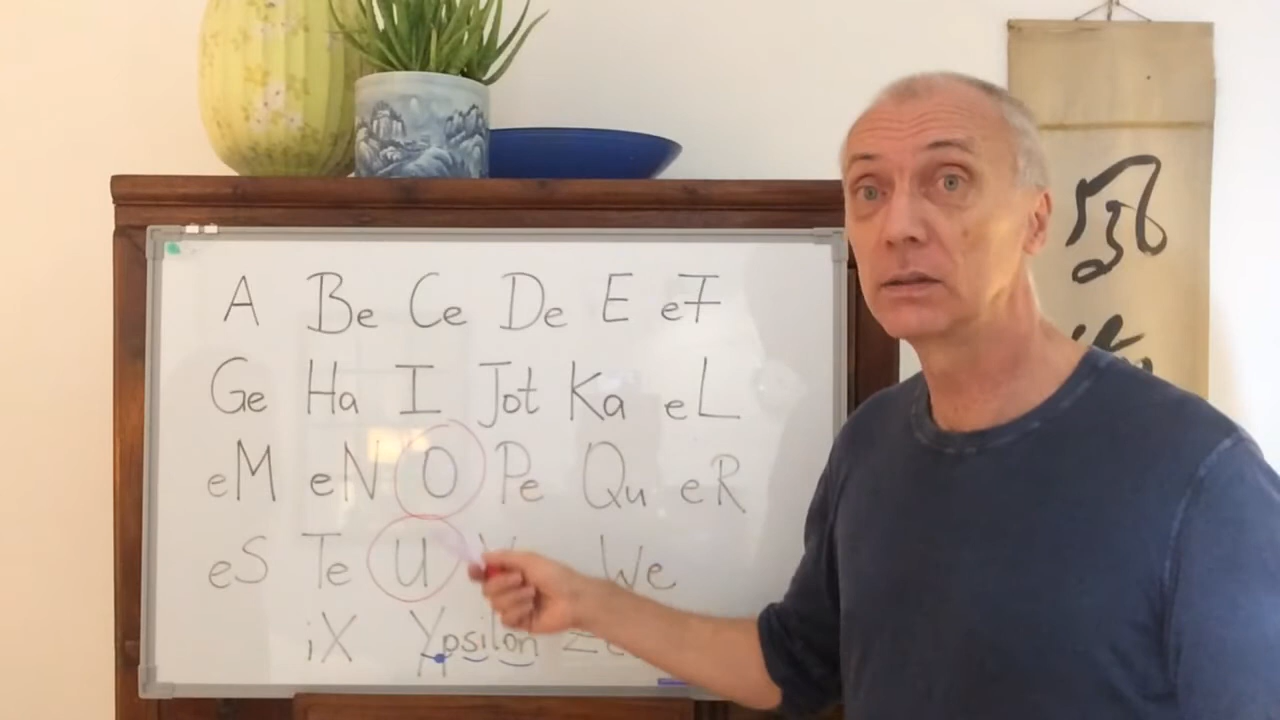 A Be Ce De E eF
Ge Ha I Jot Ka eL
eM eN O Pe Qu eR
eS Te U We
iX Ypsilon